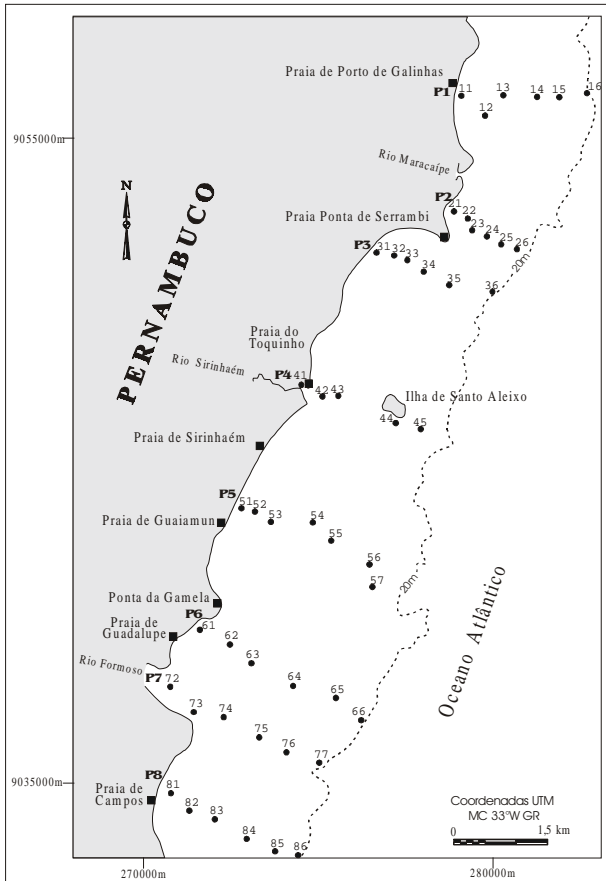 Praia de Porto de Galinhas
P1
11
13
14
15
16
12
9055000m
Rio Maracaípe
N
P2
21
22
Praia Ponta de Serrambi
23
24
25
26
P3
31
32
33
34
35
36
20m
PERNAMBUCO
Praia do
Toquinho
Rio Sirinhaém
P4
41
42
43
Ilha de Santo Aleixo
44
45
Praia de Sirinhaém
P5
51
52
53
54
Praia de Guaiamun
55
56
57
20m
Oceano Atlântico
Ponta da Gamela
P6
61
Praia de
Guadalupe
62
63
Rio Formoso
P7
72
64
65
66
73
74
75
76
77
P8
9035000m
81
Praia de
Campos
82
83
84
85
86
Coordenadas UTM
MC 33°W GR
0
1,5 km
270000m
280000m